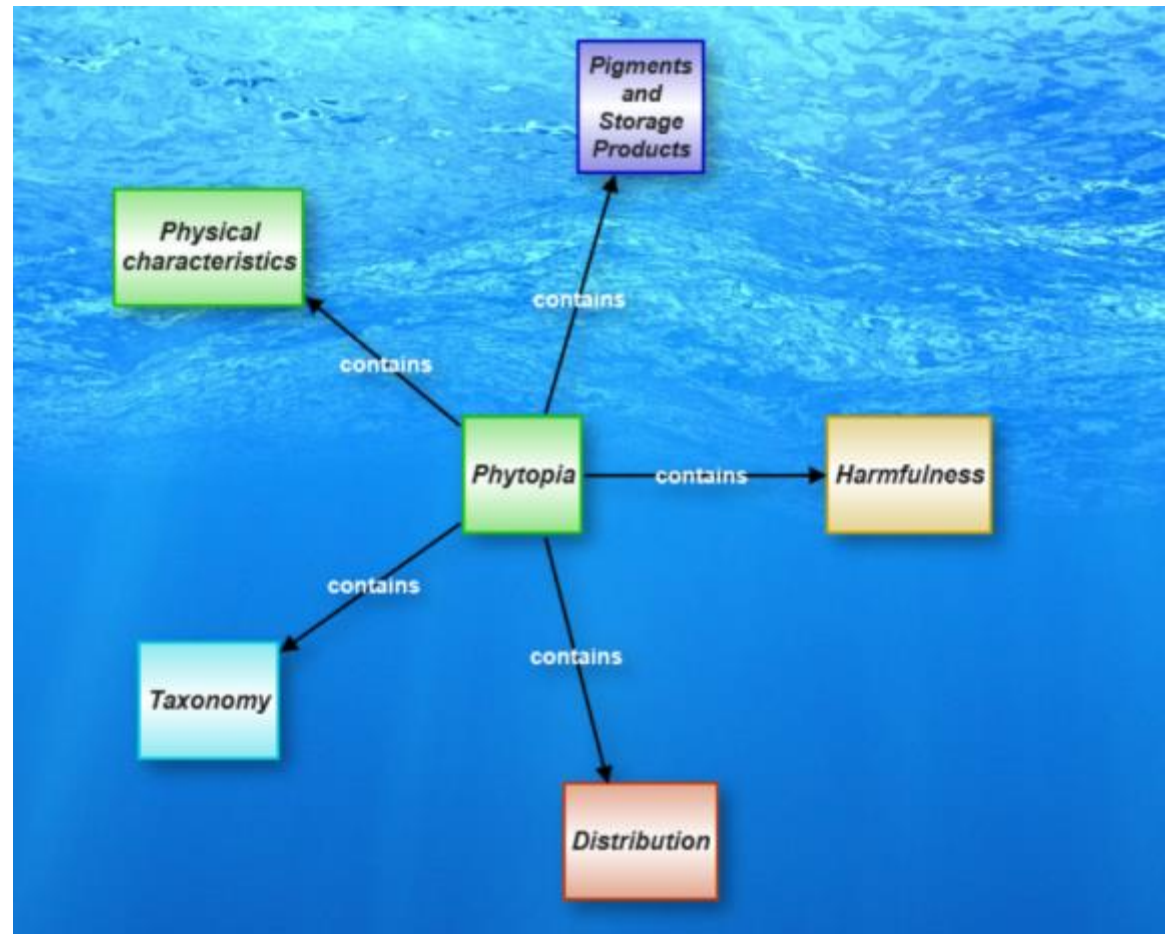 Pigments
and
Storage
Products
Physical
characteristics
contains
contains
Phytopia
contains
Harmfulness
contains
contains
Taxonomy
Distribution